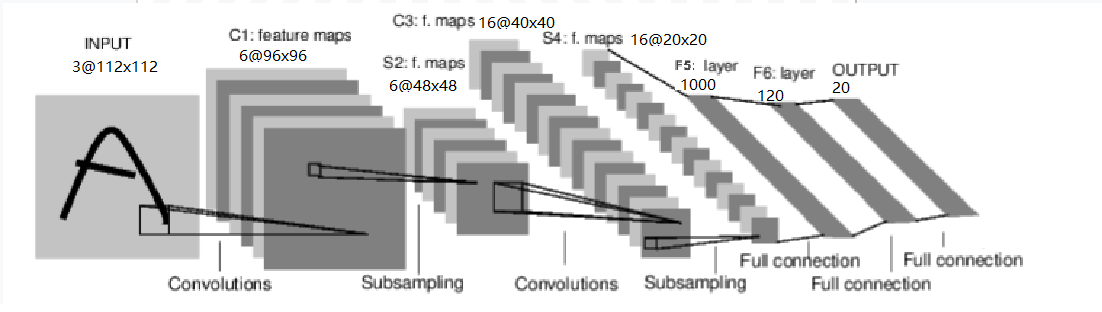 INPUT
3@112x112
C1: feature maps
6@96x96
S2: f. maps
6@48x48
C3: f. maps 16@40x40
S4: f. maps 16@20x20
F5: layer
1000
F6: layer
120
OUTPUT
20
A
Convolutions
Subsampling
Convolutions
Subsampling
Full connection
Full connection
Full connection